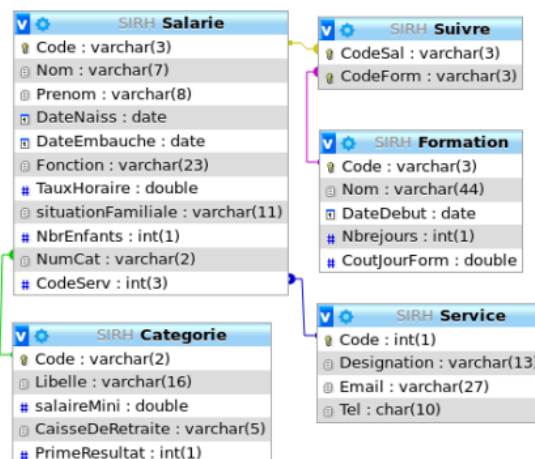 SIRH Salarie
Code : varchar(3)
Nom : varchar(7)
Prenom : varchar(8)
DateNaiss : date
DateEmbauche : date
Fonction : varchar(23)
TauxHoraire : double
situationFamiliale : varchar(11)
NbrEnfants : int(1)
NumCat : varchar(2)
CodeServ : int(3)
SIRH Suivre
CodeSal : varchar(3)
CodeForm : varchar(3)
SIRH Formation
Code : varchar(3)
Nom : varchar(44)
DateDebut : date
Nbrejours : int(1)
CoutJourForm : double
SIRH Categorie
Code : varchar(2)
Libelle : varchar(16)
salaireMini : double
CaisseDeRetraite : varchar(5)
PrimeResultat : int(1)
SIRH Service
Code : int(1)
Designation : varchar(13)
Email : varchar(27)
Tel : char(10)